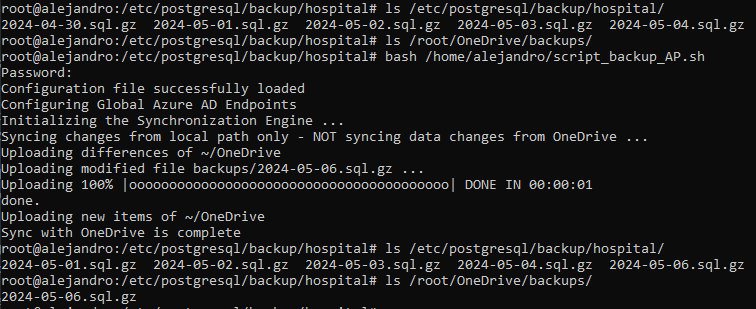 root@alejandro:/etc/postgresql/backup/hospital# ls /etc/postgresql/backup/hospital/
2024-04-30.sql.gz  2024-05-01.sql.gz  2024-05-02.sql.gz  2024-05-03.sql.gz  2024-05-04.sql.gz
root@alejandro:/etc/postgresql/backup/hospital# ls /root/OneDrive/backups/
root@alejandro:/etc/postgresql/backup/hospital# bash /home/alejandro/script_backup_AP.sh
Password:
Configuration file successfully loaded
Configuring Global Azure AD Endpoints
Initializing the Synchronization Engine ...
Syncing changes from local path only - NOT syncing data changes from OneDrive ...
Uploading differences of ~/OneDrive
Uploading modified file backups/2024-05-06.sql.gz ...
Uploading 100% |oooooooooooooooooooooooooooooooooooooooo| DONE IN 00:00:01
done.
Uploading new items of ~/OneDrive
Sync with OneDrive is complete
root@alejandro:/etc/postgresql/backup/hospital# ls /etc/postgresql/backup/hospital/
2024-05-01.sql.gz  2024-05-02.sql.gz  2024-05-03.sql.gz  2024-05-04.sql.gz  2024-05-06.sql.gz
root@alejandro:/etc/postgresql/backup/hospital# ls /root/OneDrive/backups/
2024-05-06.sql.gz